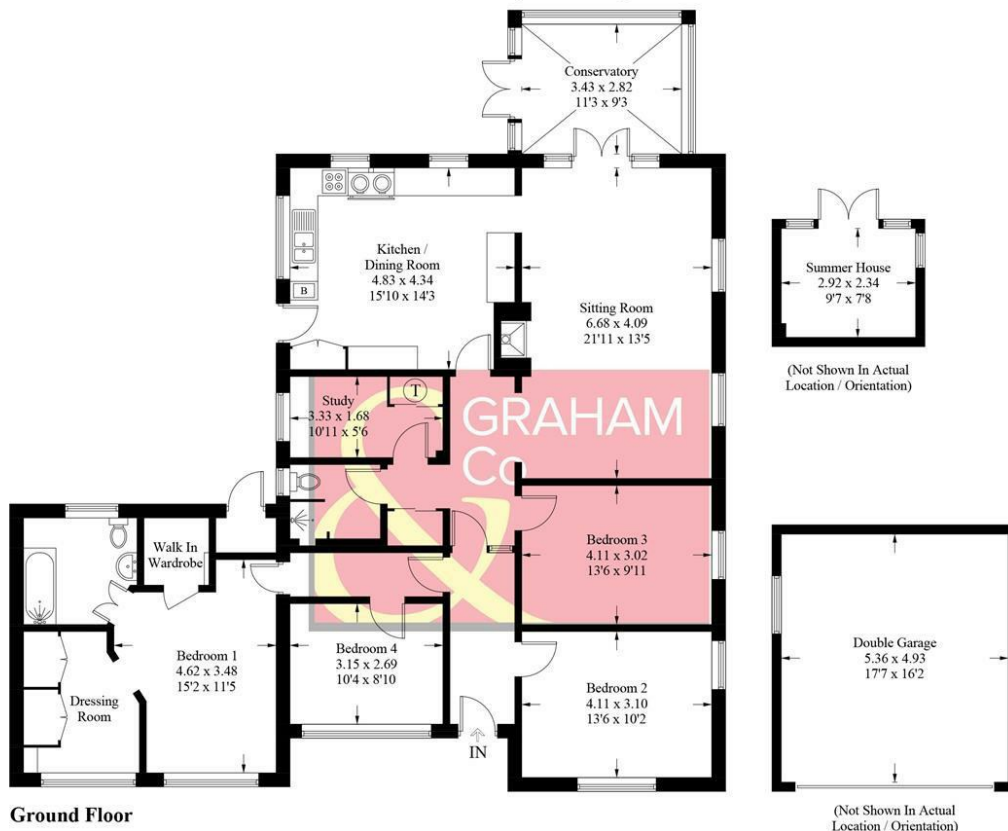 Conservatory
3.43 x 2.82
11'3 x 9'3
Kitchen /
Dining Room
4.83 x 4.34
15'10 x 14'3
B
Sitting Room
6.68 x 4.09
21'11 x 13'5
Summer House
2.92 x 2.34
9'7 x 7'8
(Not Shown In Actual
Location / Orientation)
Study
3.33 x 1.68
10'11 x 5'6
T
GRAHAM
& Co
Walk In
Wardrobe
Bedroom 3
4.11 x 3.02
13'6 x 9'11
Bedroom 1
4.62 x 3.48
15'2 x 11'5
Dressing
Room
Bedroom 4
3.15 x 2.69
10'4 x 8'10
Bedroom 2
4.11 x 3.10
13'6 x 10'2
Double Garage
5.36 x 4.93
17'7 x 16'2
IN
Ground Floor
(Not Shown In Actual
Location / Orientation)